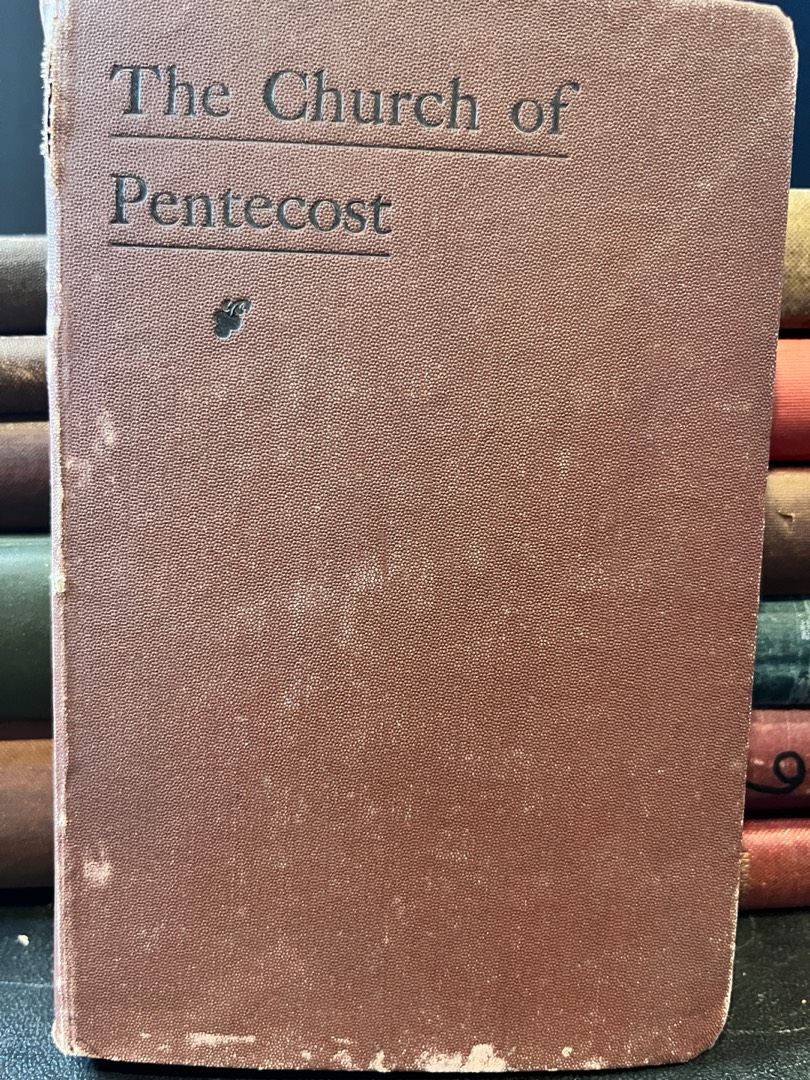 The Church of
Pentecost